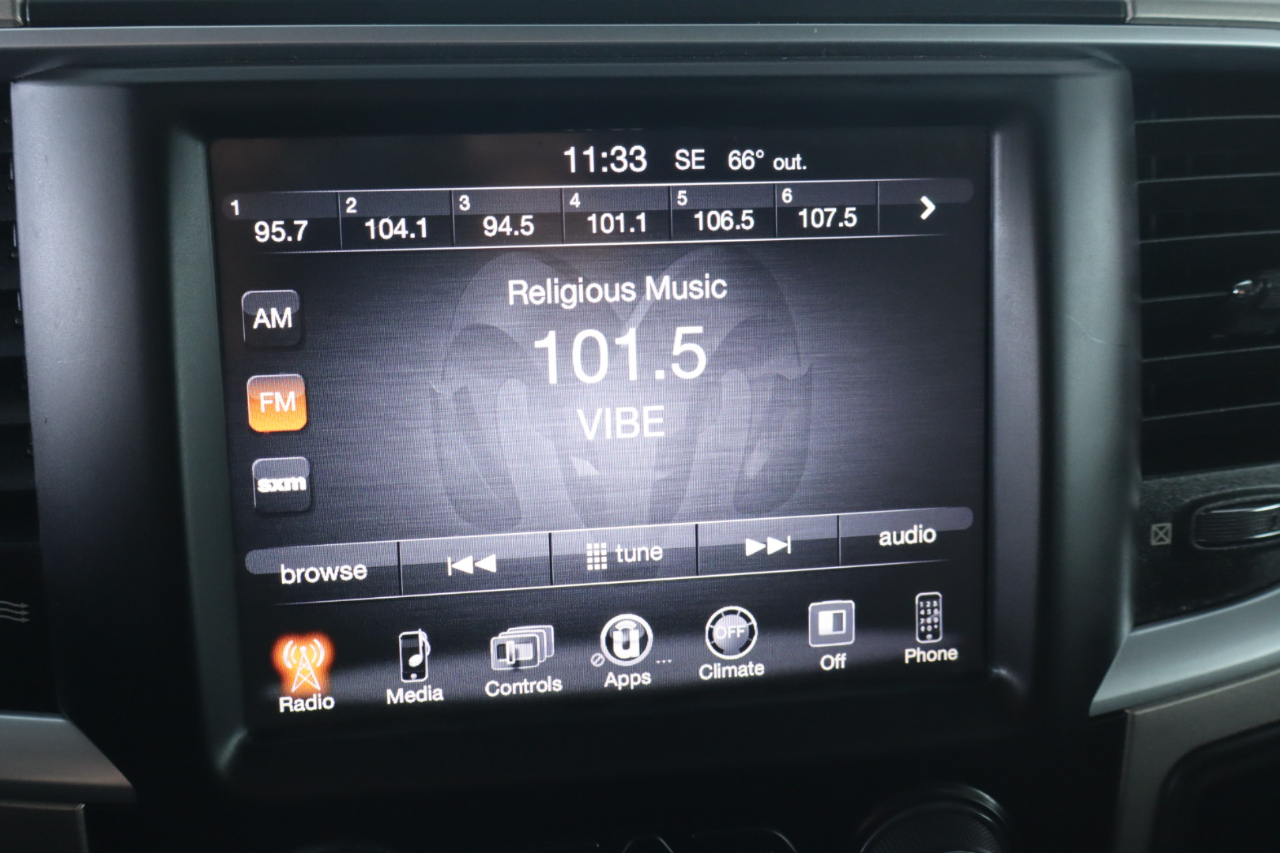 11:33 SE 66° out.
1 95.7 2 104.1 3 94.5 4 101.1 5 106.5 6 107.5
Religious Music
AM
101.5
FM
VIBE
sxm
browse tune audio
OFF
Radio Media Controls Apps ... Climate Off Phone